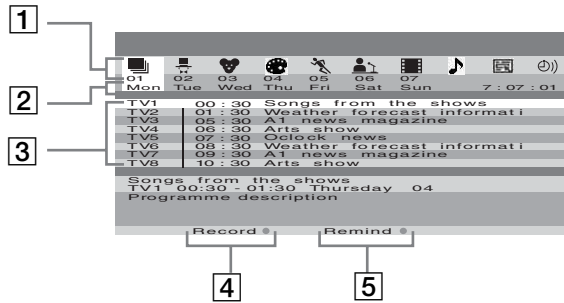 1
01 02 03 04 05 06 07
2
Mon Tue Wed Thu Fri Sat Sun 7 : 07 : 01
TV1 00 : 30 Songs from the shows
TV2 01 : 30 Weather forecast informati
TV3 05 : 30 A1 news magazine
3
TV4 06 : 30 Arts show
TV5 07 : 30 Oclock news
TV6 08 : 30 Weather forecast informati
TV7 09 : 30 A1 news magazine
TV8 10 : 30 Arts show
Songs from the shows
TV1 00:30 - 01:30 Thursday 04
Programme description
Record Remind
4 5